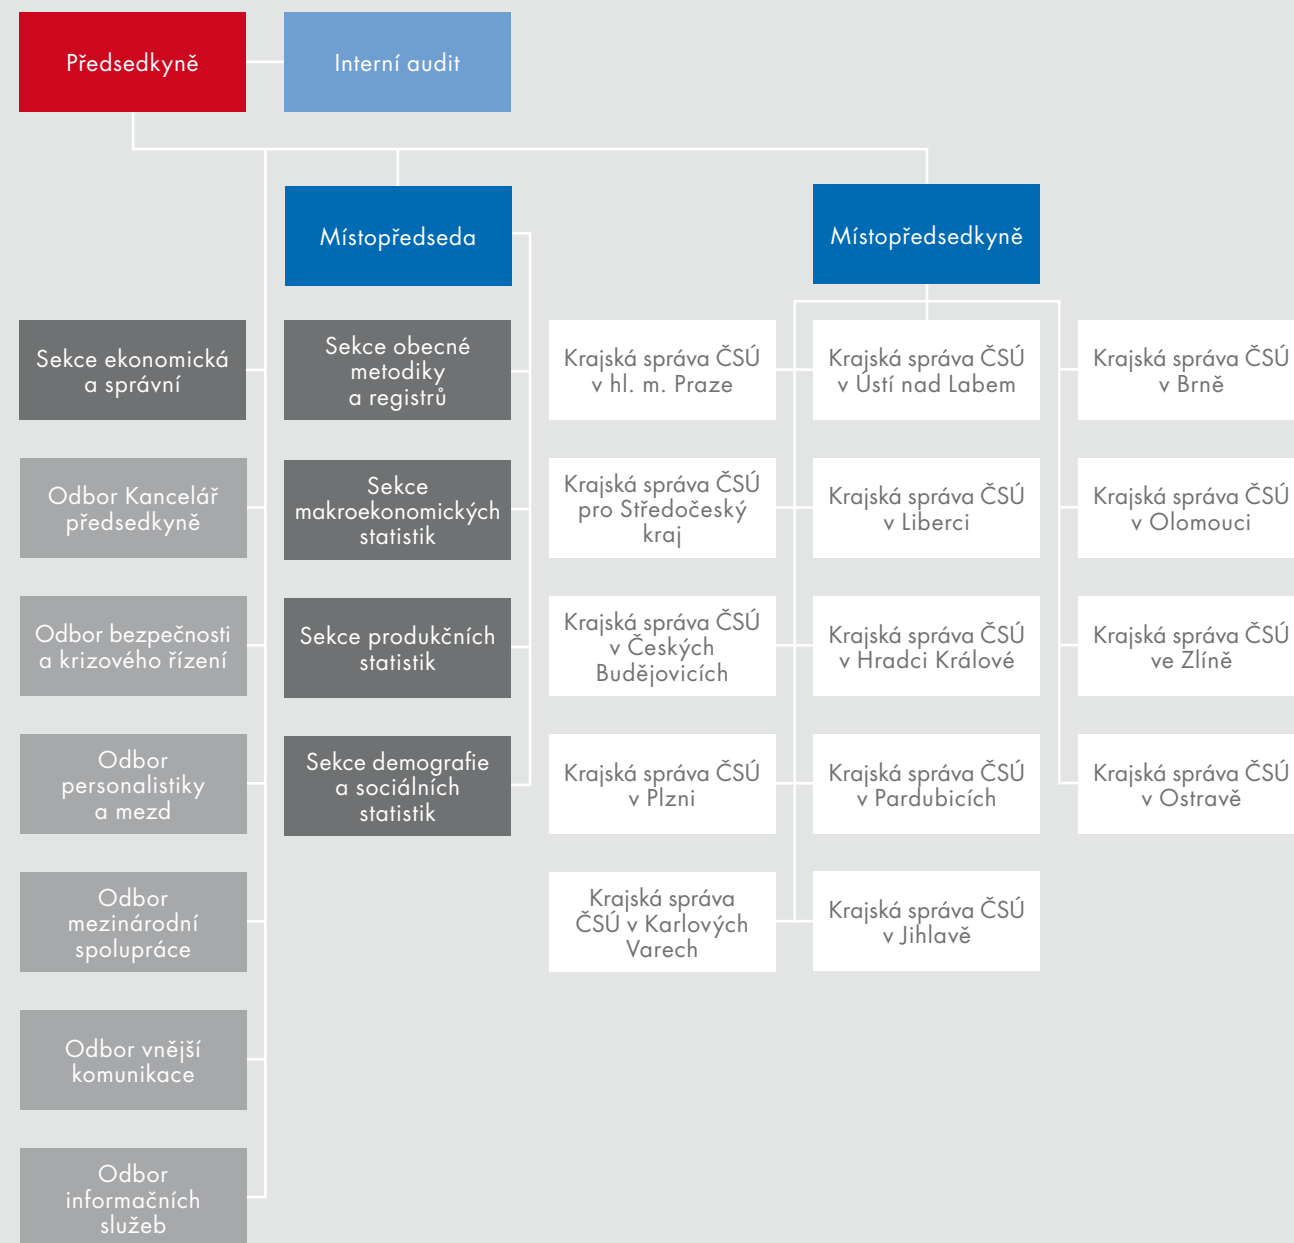 Předsedkyně
Interní audit
Místopředseda
Místopředsedkyně
Sekce ekonomická
a správní
Odbor Kancelář
předsedkyně
Odbor bezpečnosti
a krizového řízení
Odbor
personalistiky
a mezd
Odbor
mezinárodní
spolupráce
Odbor vnější
komunikace
Odbor
informačních
služeb
Sekce obecné
metodiky
a registrů
Sekce
makroekonomických
statistik
Sekce produkčních
statistik
Sekce demografie
a sociálních
statistik
Krajská správa ČSÚ
v hl. m. Praze
Krajská správa ČSÚ
pro Středočeský
kraj
Krajská správa ČSÚ
v Českých
Budějovicích
Krajská správa ČSÚ
v Plzni
Krajská správa
ČSÚ v Karlových
Varech
Krajská správa ČSÚ
v Ústí nad Labem
Krajská správa ČSÚ
v Liberci
Krajská správa ČSÚ
v Hradci Králové
Krajská správa ČSÚ
v Pardubicích
Krajská správa ČSÚ
v Jihlavě
Krajská správa ČSÚ
v Brně
Krajská správa ČSÚ
v Olomouci
Krajská správa ČSÚ
ve Zlíně
Krajská správa ČSÚ
v Ostravě